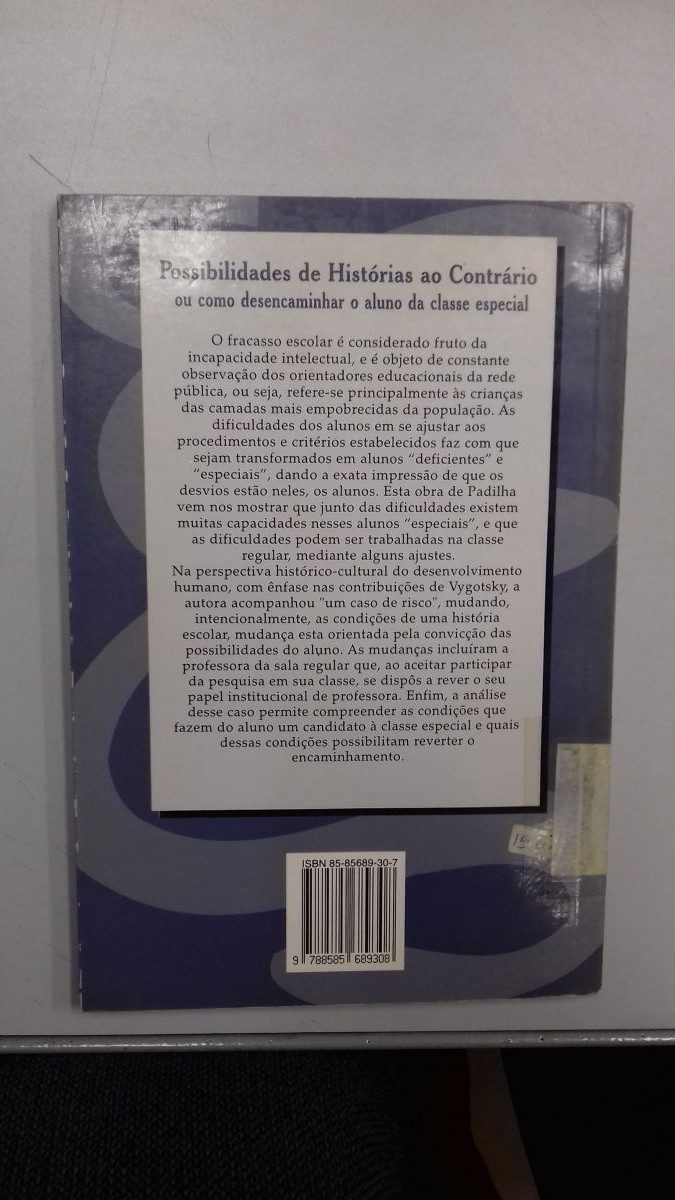 Possibilidades de Histórias ao Contrário
ou como desencaminhar o aluno da classe especial
O fracasso escolar é considerado fruto da
incapacidade intelectual, e é objeto de constante
observação dos orientadores educacionais da rede
pública, ou seja, refere-se principalmente às crianças
das camadas mais empobrecidas da população. As
dificuldades dos alunos em se ajustar aos
procedimentos e critérios estabelecidos faz com que
sejam transformados em alunos “deficientes” e
“especiais”, dando a exata impressão de que os
desvios estão neles, os alunos. Esta obra de Padilha
vem nos mostrar que junto das dificuldades existem
muitas capacidades nesses alunos “especiais”, e que
as dificuldades podem ser trabalhadas na classe
regular, mediante alguns ajustes.
Na perspectiva histórico-cultural do desenvolvimento
humano, com ênfase nas contribuições de Vygotsky, a
autora acompanhou "um caso de risco", mudando,
intencionalmente, as condições de uma história
escolar, mudança esta orientada pela convicção das
possibilidades do aluno. As mudanças incluíram a
professora da sala regular que, ao aceitar participar
da pesquisa em sua classe, se dispôs a rever o seu
papel institucional de professora. Enfim, a análise
desse caso permite compreender as condições que
fazem do aluno um candidato à classe especial e quais
dessas condições possibilitam reverter o
encaminhamento.
ISBN 85-85689-30-7
9 788585 689308